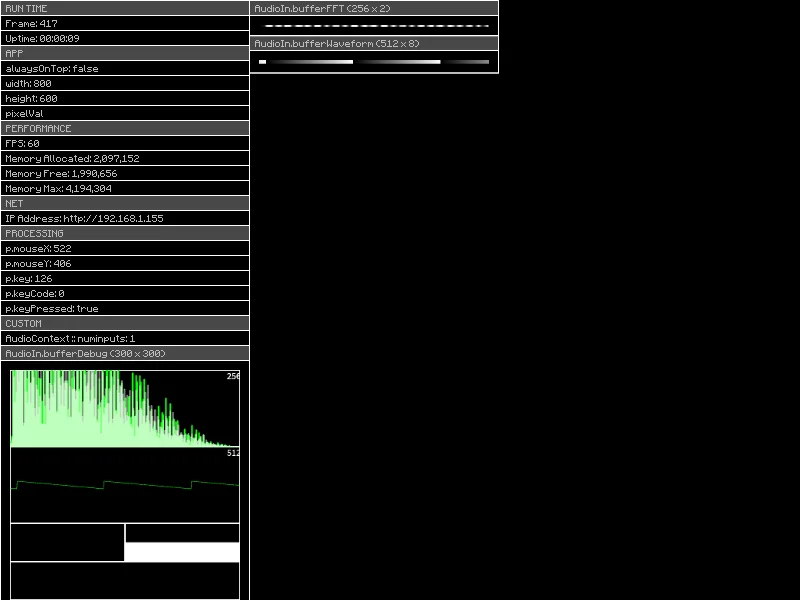 RUN TIME
Frame: 417
Uptime: 00:00:09
APP
alwaysOnTop: false
width: 800
height: 600
pixelVal
PERFORMANCE
FPS: 60
Memory Allocated: 2,097,152
Memory Free: 1,990,656
Memory Max: 4,194,304
NET
IP Address: http://192.168.1.155
PROCESSING
p.mouseX: 522
p.mouseY: 406
p.key: 126
p.keyCode: 0
p.keyPressed: true
CUSTOM
AudioContext :: numinputs: 1
AudioIn.bufferDebug (300 x 300)
256
512
AudioIn.bufferFFT (256 x 2)
AudioIn.bufferWaveform (512 x 8)